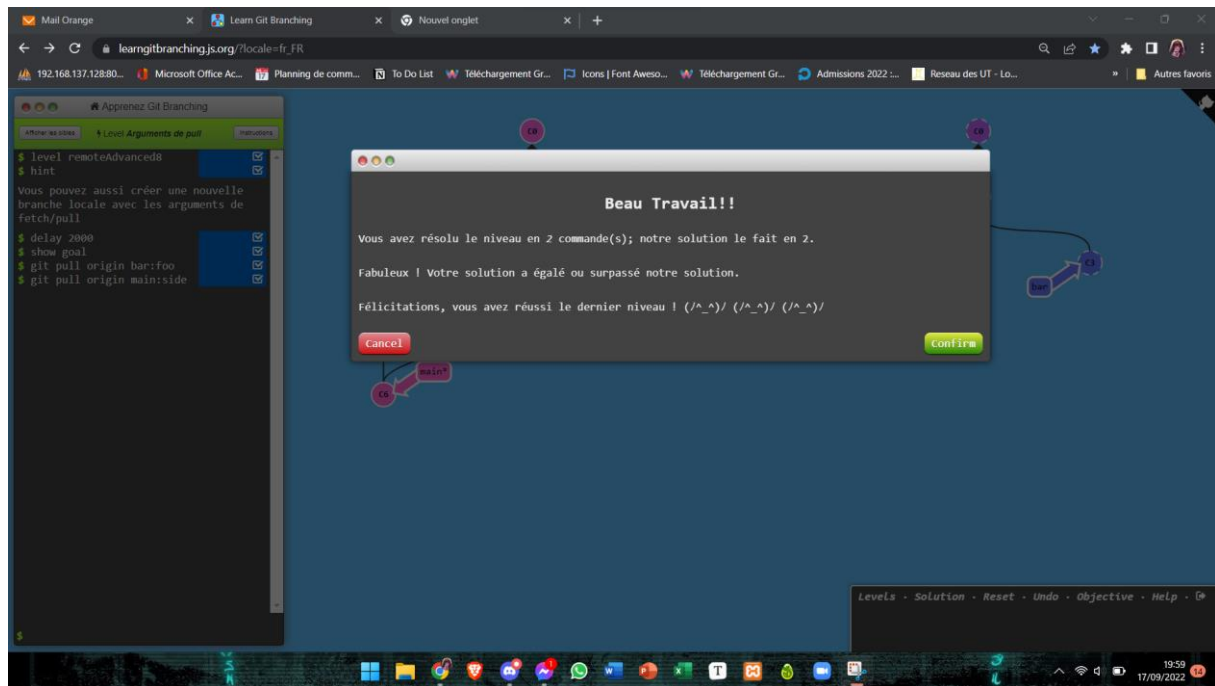 Mail Orange
Learn Git Branching
Nouvel onglet
learngitbranching.js.org/?locale=fr_FR
192.168.137.128:80...
Microsoft Office Ac...
Planning de comm...
To Do List
Téléchargement Gr...
Icons | Font Aweso...
Téléchargement Gr...
Admissions 2022 :...
Reseau des UT - Lo...
»
Autres favoris
Apprenez Git Branching
Level Arguments de pull
Instructions
$ level remoteAdvanced8
$ hint
Vous pouvez aussi créer une nouvelle
branche locale avec les arguments de
fetch/pull
$ delay 2000
$ show goal
$ git pull origin bar:foo
$ git pull origin main:side
$
C0
C0
Beau Travail!!
Vous avez résolu le niveau en 2 commande(s); notre solution le fait en 2.
Fabuleux ! Votre solution a égalé ou surpassé notre solution.
Félicitations, vous avez réussi le dernier niveau ! (/^_^)/ (/^_^)/ (/^_^)/
Cancel
Confirm
bar
main*
C6
Levels · Solution · Reset · Undo · Objective · Help ·
19:59
17/09/2022
14